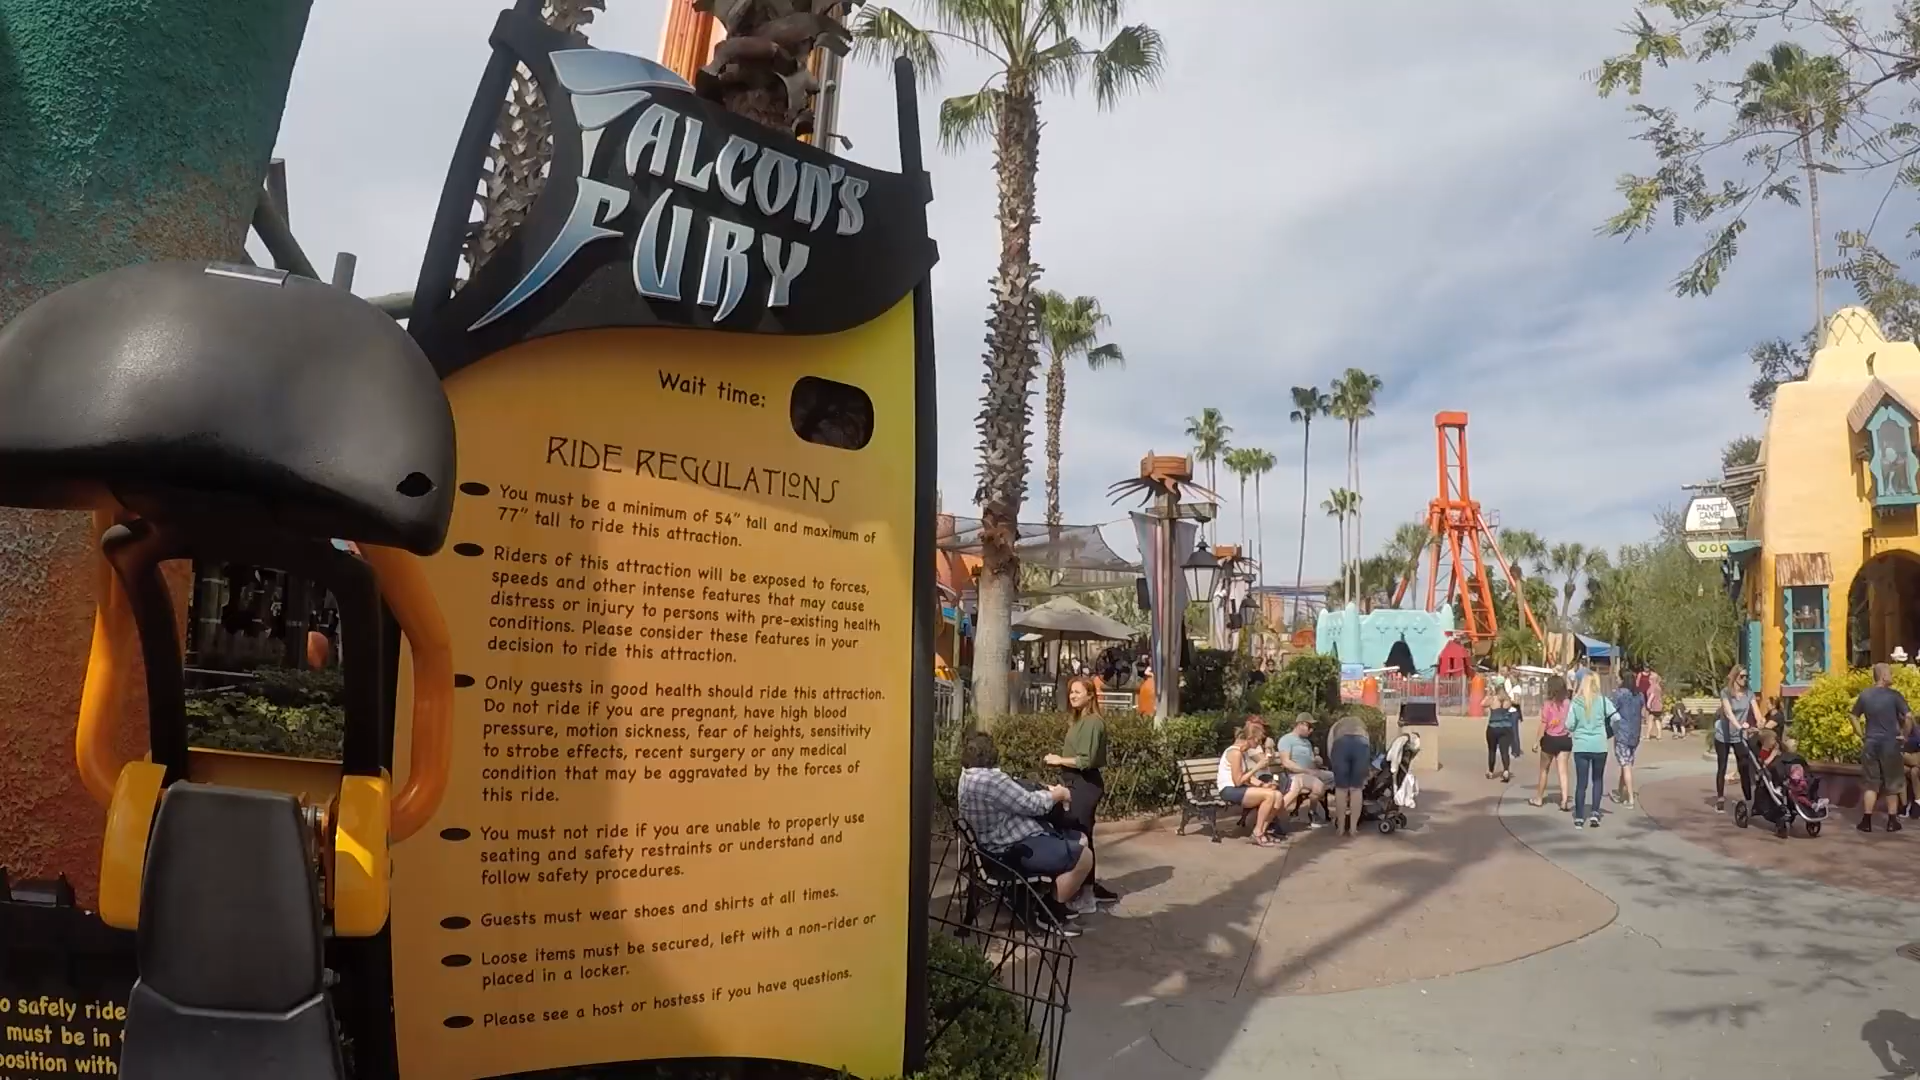 FALCON'S
FURY
Wait time:
RIDE REGULATIONS
You must be a minimum of 54" tall and maximum of
77" tall to ride this attraction.
Riders of this attraction will be exposed to forces,
speeds and other intense features that may cause
distress or injury to persons with pre-existing health
conditions. Please consider these features in your
decision to ride this attraction.
Only guests in good health should ride this attraction.
Do not ride if you are pregnant, have high blood
pressure, motion sickness, fear of heights, sensitivity
to strobe effects, recent surgery or any medical
condition that may be aggravated by the forces of
this ride.
You must not ride if you are unable to properly use
seating and safety restraints or understand and
follow safety procedures.
Guests must wear shoes and shirts at all times.
Loose items must be secured, left with a non-rider or
placed in a locker.
Please see a host or hostess if you have questions.
o safely ride
must be in
position with
PAINTED
CAMEL